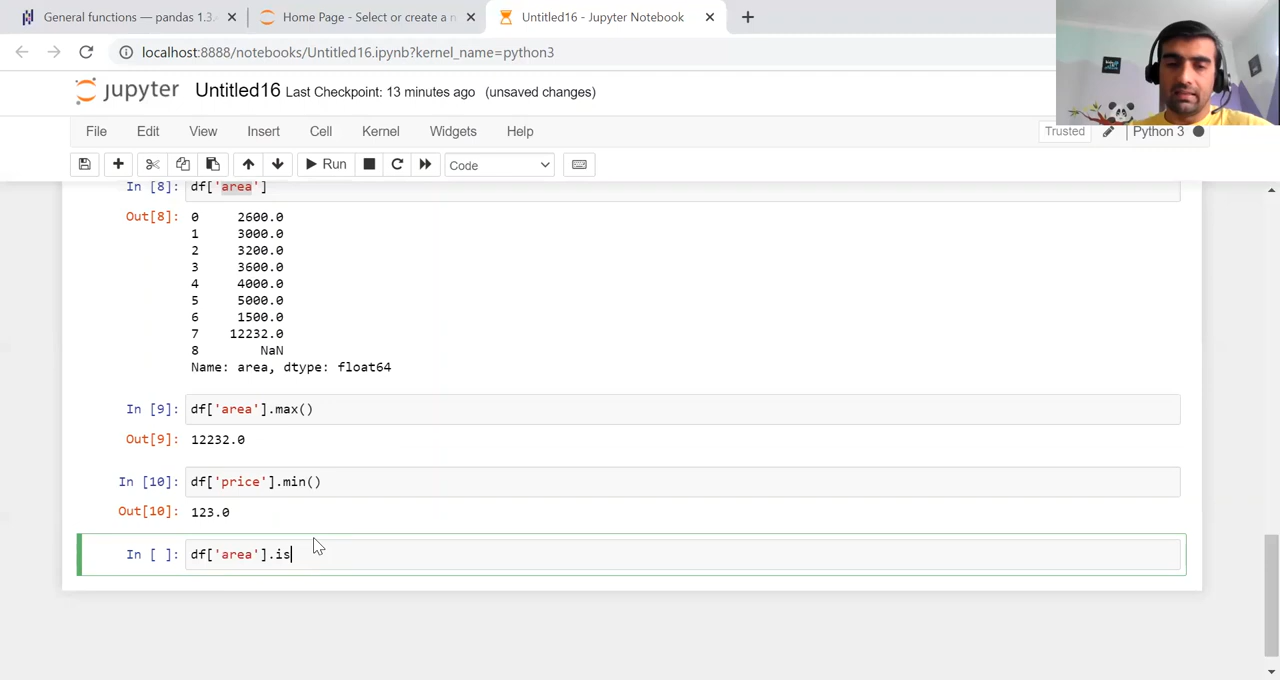 General functions — pandas 1.3.
Home Page - Select or create a n
Untitled16 - Jupyter Notebook
localhost:8888/notebooks/Untitled16.ipynb?kernel_name=python3
jupyter Untitled16 Last Checkpoint: 13 minutes ago (unsaved changes)
File Edit View Insert Cell Kernel Widgets Help
Trusted Python 3
Run Code
In [8]: df['area']
Out[8]: 0 2600.0
1 3000.0
2 3200.0
3 3600.0
4 4000.0
5 5000.0
6 1500.0
7 12232.0
8 NaN
Name: area, dtype: float64
In [9]: df['area'].max()
Out[9]: 12232.0
In [10]: df['price'].min()
Out[10]: 123.0
In [ ]: df['area'].is